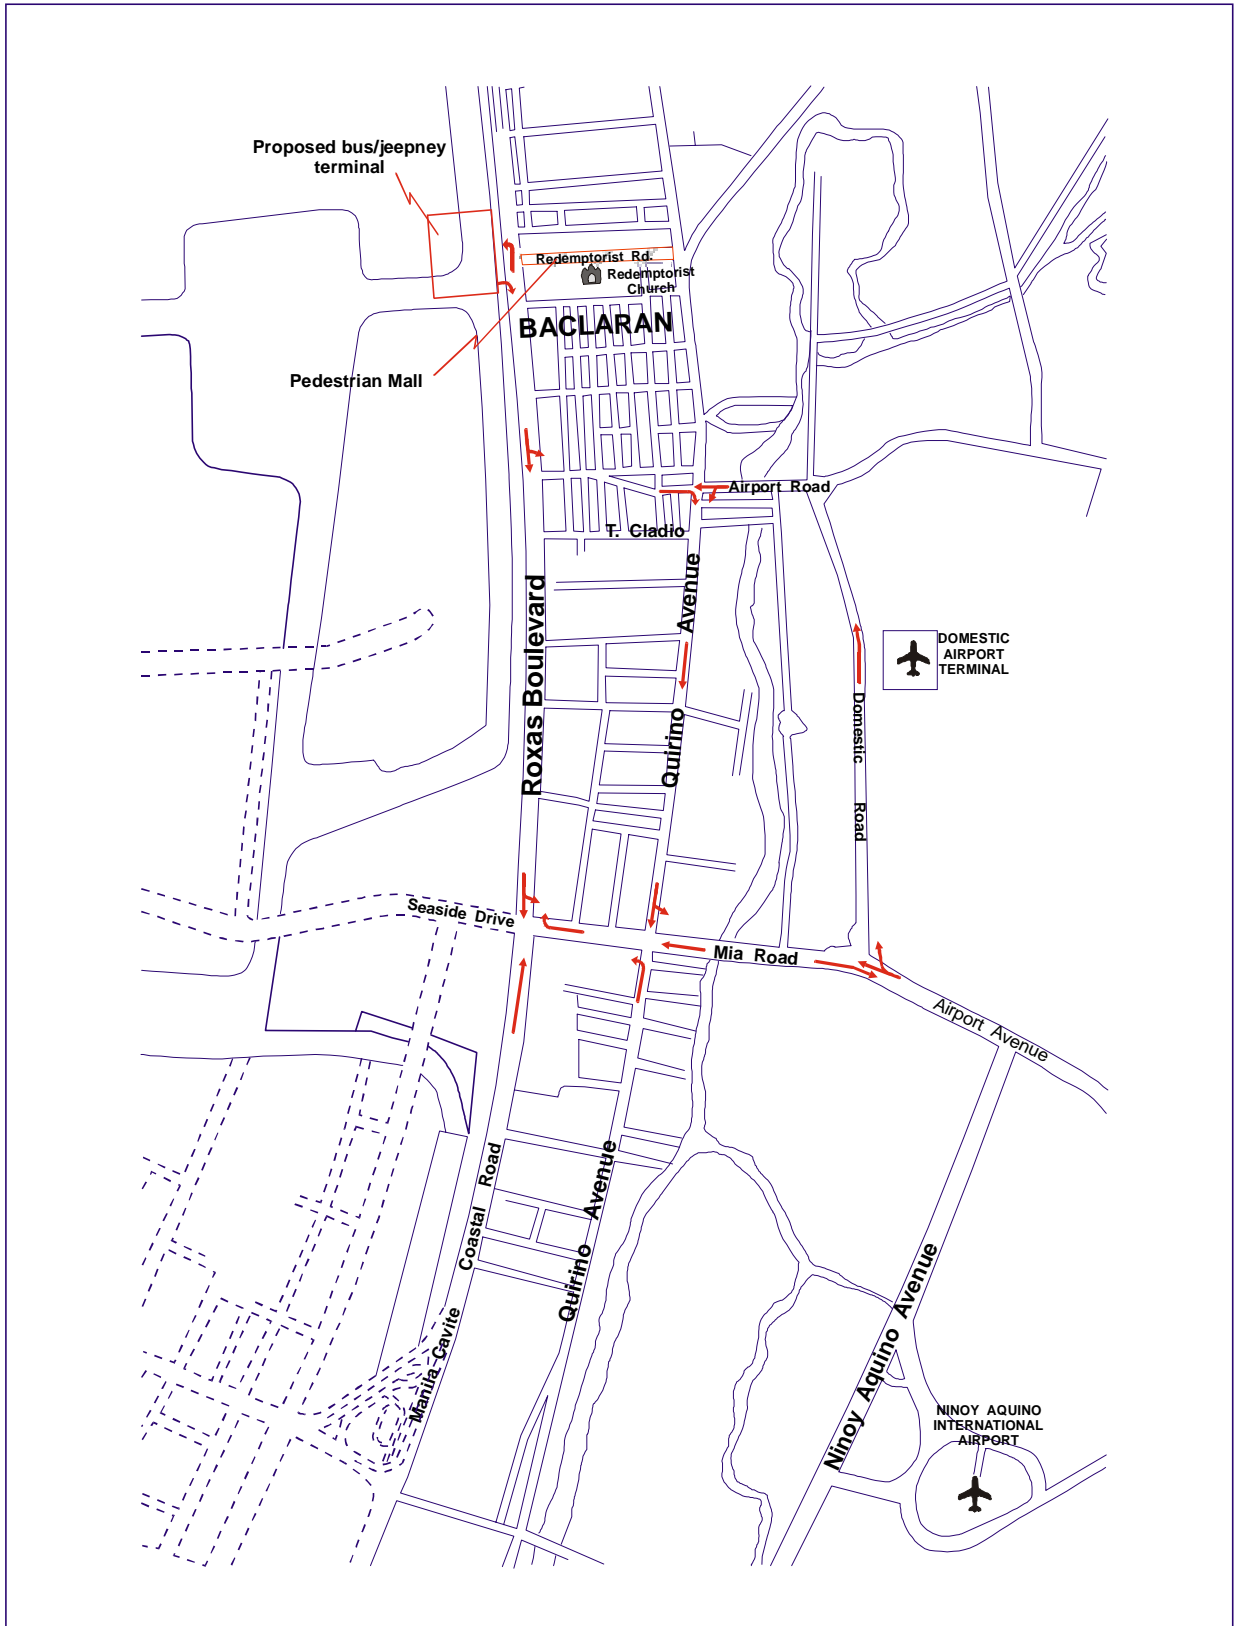 Proposed bus/jeepney
terminal
Redemptorist Rd.
Redemptorist
Church
BACLARAN
Pedestrian Mall
Airport Road
T. Cladio
Roxas Boulevard
Quirino Avenue
DOMESTIC
AIRPORT
TERMINAL
Domestic Road
Seaside Drive
Mia Road
Airport Avenue
Manila Cavite Coastal Road
Quirino Avenue
Ninoy Aquino Avenue
NINOY AQUINO
INTERNATIONAL
AIRPORT